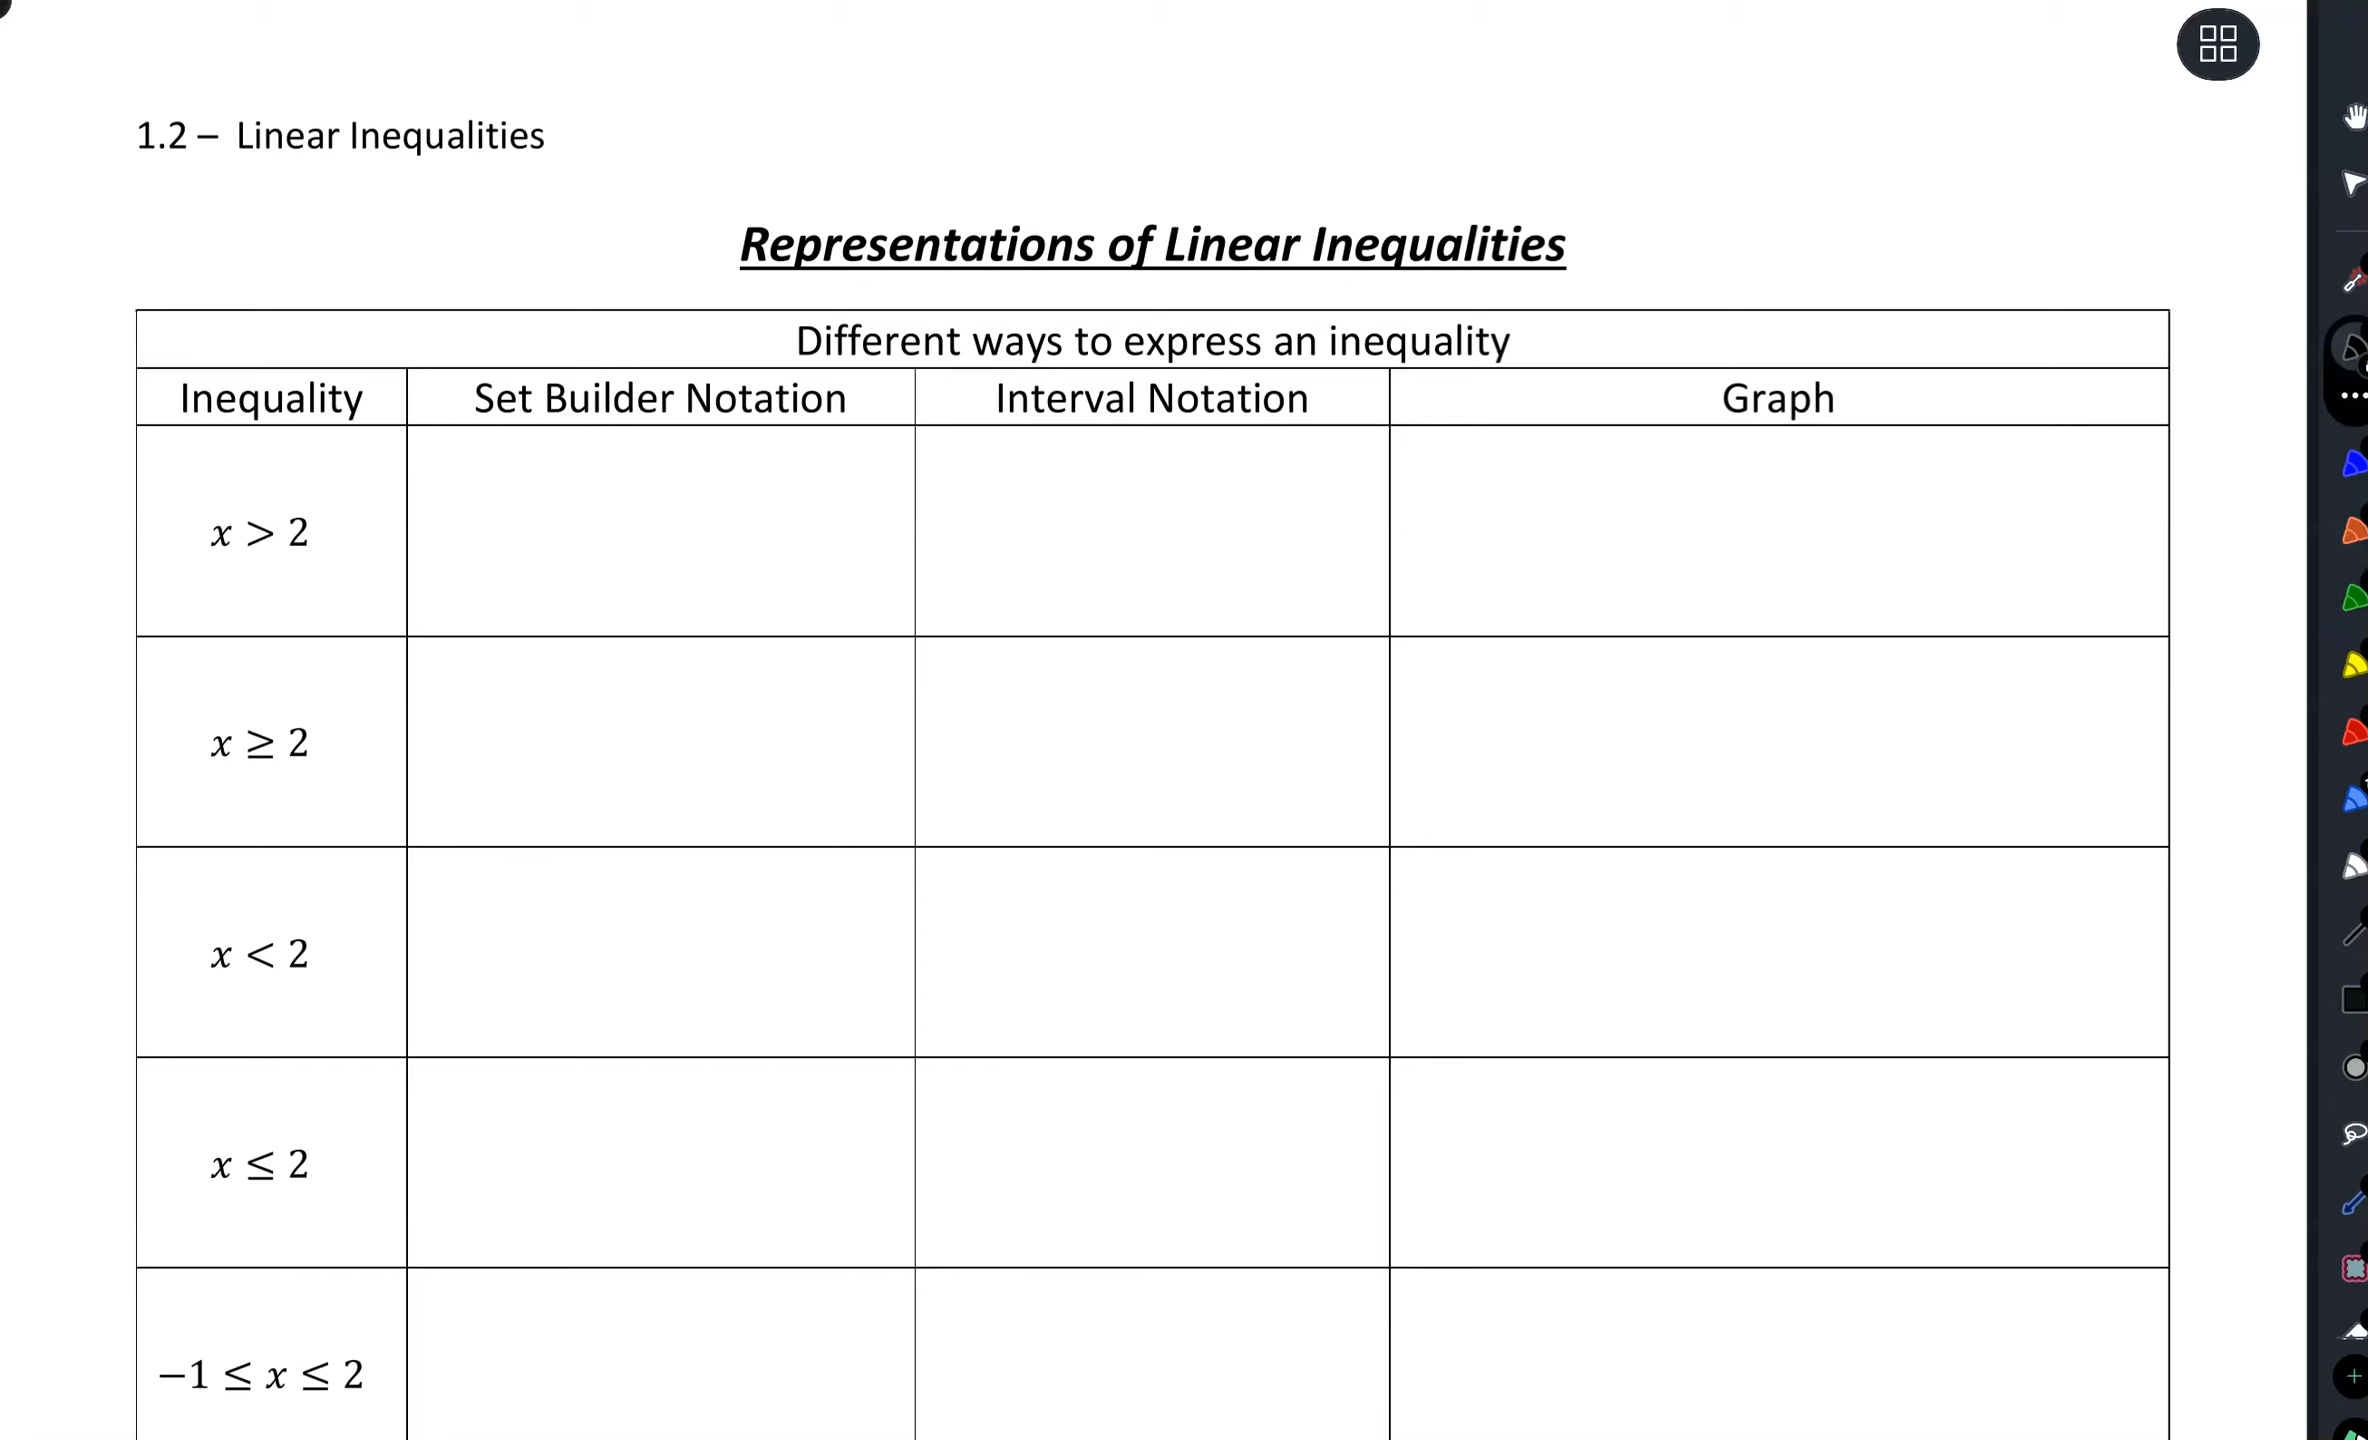 1.2 – Linear Inequalities
Representations of Linear Inequalities
Different ways to express an inequality
Inequality Set Builder Notation Interval Notation Graph
x > 2
x ≥ 2
x < 2
x ≤ 2
−1 ≤ x ≤ 2